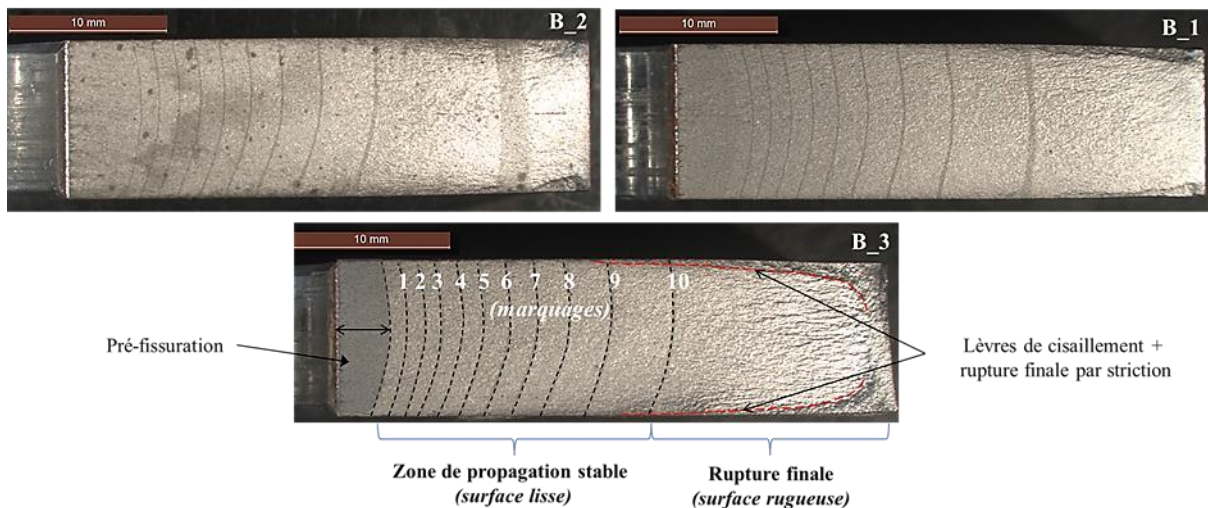 10 mm
B_2
10 mm
B_1
10 mm
B_3
1 2 3 4 5 6 7 8 9 10
(marquages)
Pré-fissuration
Lèvres de cisaillement +
rupture finale par striction
Zone de propagation stable
(surface lisse)
Rupture finale
(surface rugueuse)